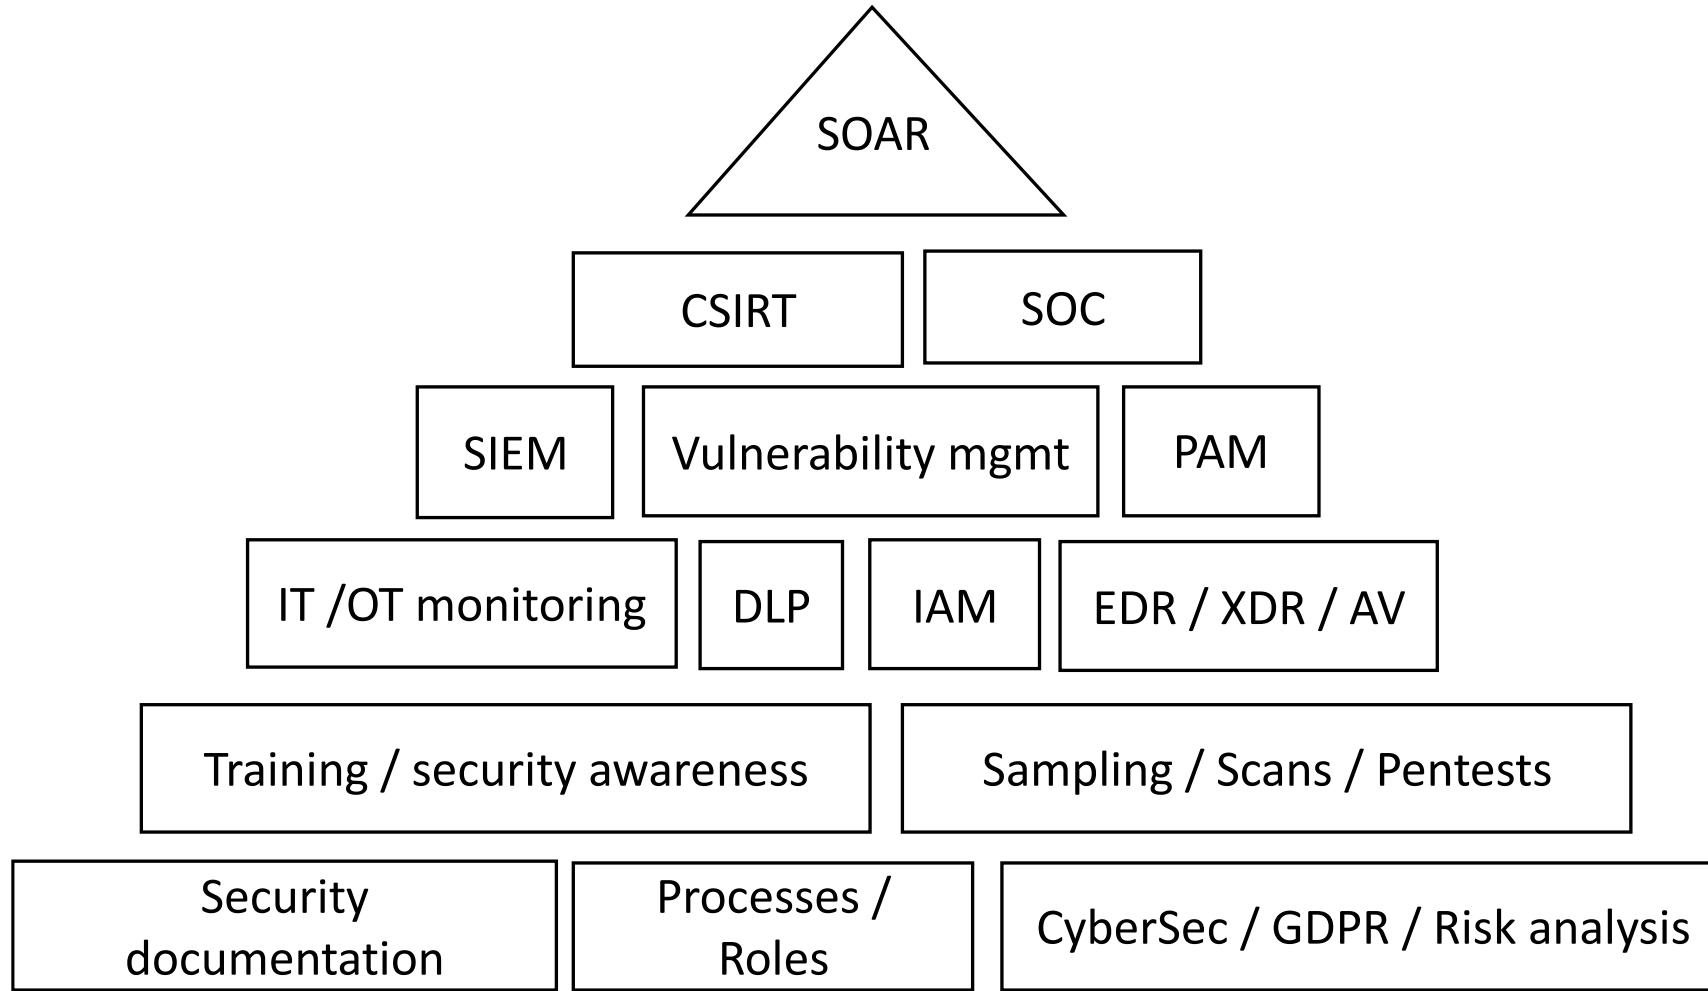 SOAR
CSIRT
SOC
SIEM
Vulnerability mgmt
PAM
IT /OT monitoring
DLP
IAM
EDR / XDR / AV
Training / security awareness
Sampling / Scans / Pentests
Security
documentation
Processes /
Roles
CyberSec / GDPR / Risk analysis